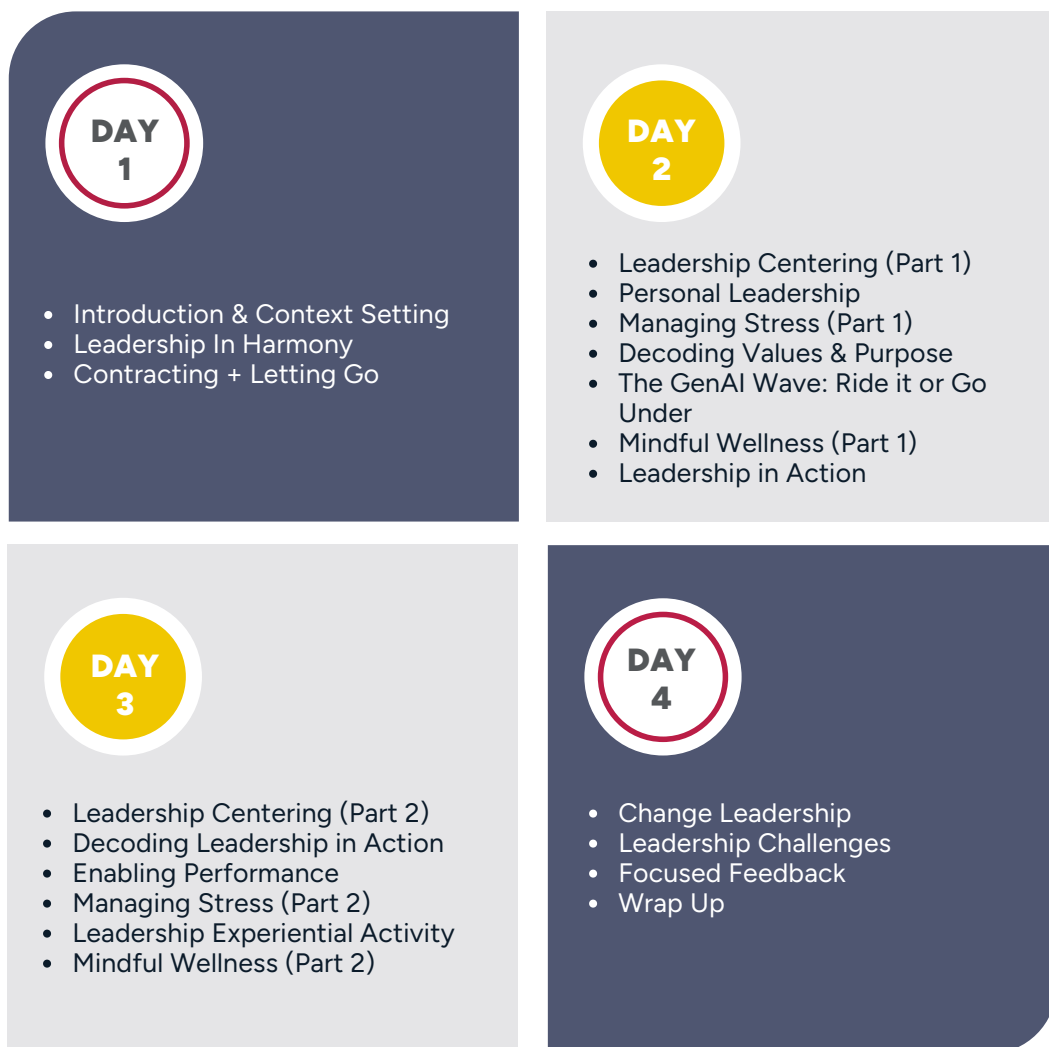 DAY
1
• Introduction & Context Setting
• Leadership In Harmony
• Contracting + Letting Go
DAY
2
• Leadership Centering (Part 1)
• Personal Leadership
• Managing Stress (Part 1)
• Decoding Values & Purpose
• The GenAI Wave: Ride it or Go
Under
• Mindful Wellness (Part 1)
• Leadership in Action
DAY
3
• Leadership Centering (Part 2)
• Decoding Leadership in Action
• Enabling Performance
• Managing Stress (Part 2)
• Leadership Experiential Activity
• Mindful Wellness (Part 2)
DAY
4
• Change Leadership
• Leadership Challenges
• Focused Feedback
• Wrap Up